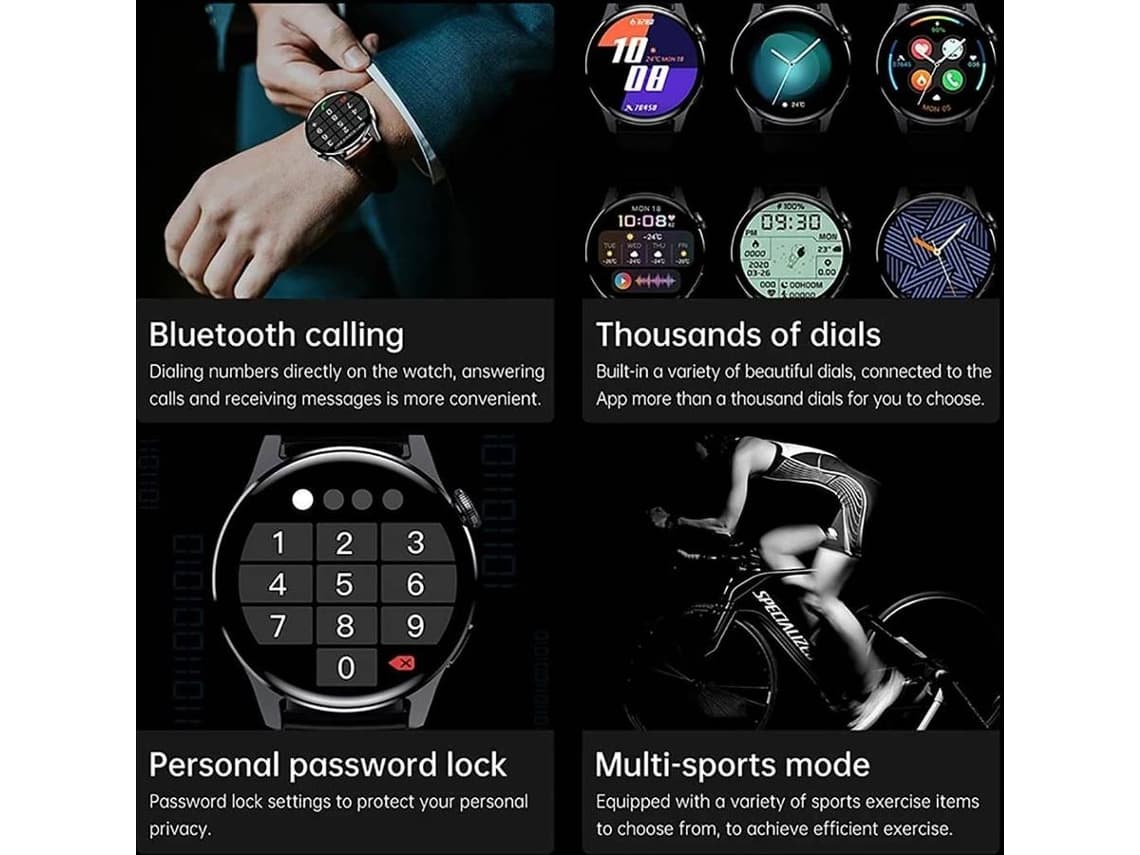 10
08
24°C MON 18
24°C
MON 05
MON 18
10:08
-24°C
TUE WED THU FRI
100%
09:30
PM MON
0000 23°
2020
03-26 0.00
Bluetooth calling
Dialing numbers directly on the watch, answering
calls and receiving messages is more convenient.
Thousands of dials
Built-in a variety of beautiful dials, connected to the
App more than a thousand dials for you to choose.
1 2 3
4 5 6
7 8 9
0
SPECIALIZ
Personal password lock
Password lock settings to protect your personal
privacy.
Multi-sports mode
Equipped with a variety of sports exercise items
to choose from, to achieve efficient exercise.